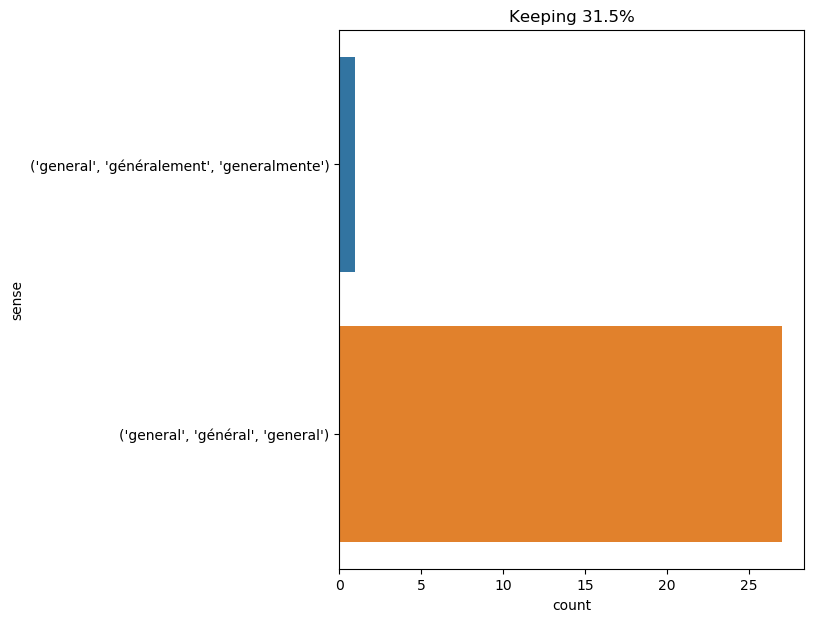 Keeping 31.5%
('general', 'généralement', 'generalmente')
sense
('general', 'général', 'general')
0 5 10 15 20 25
count